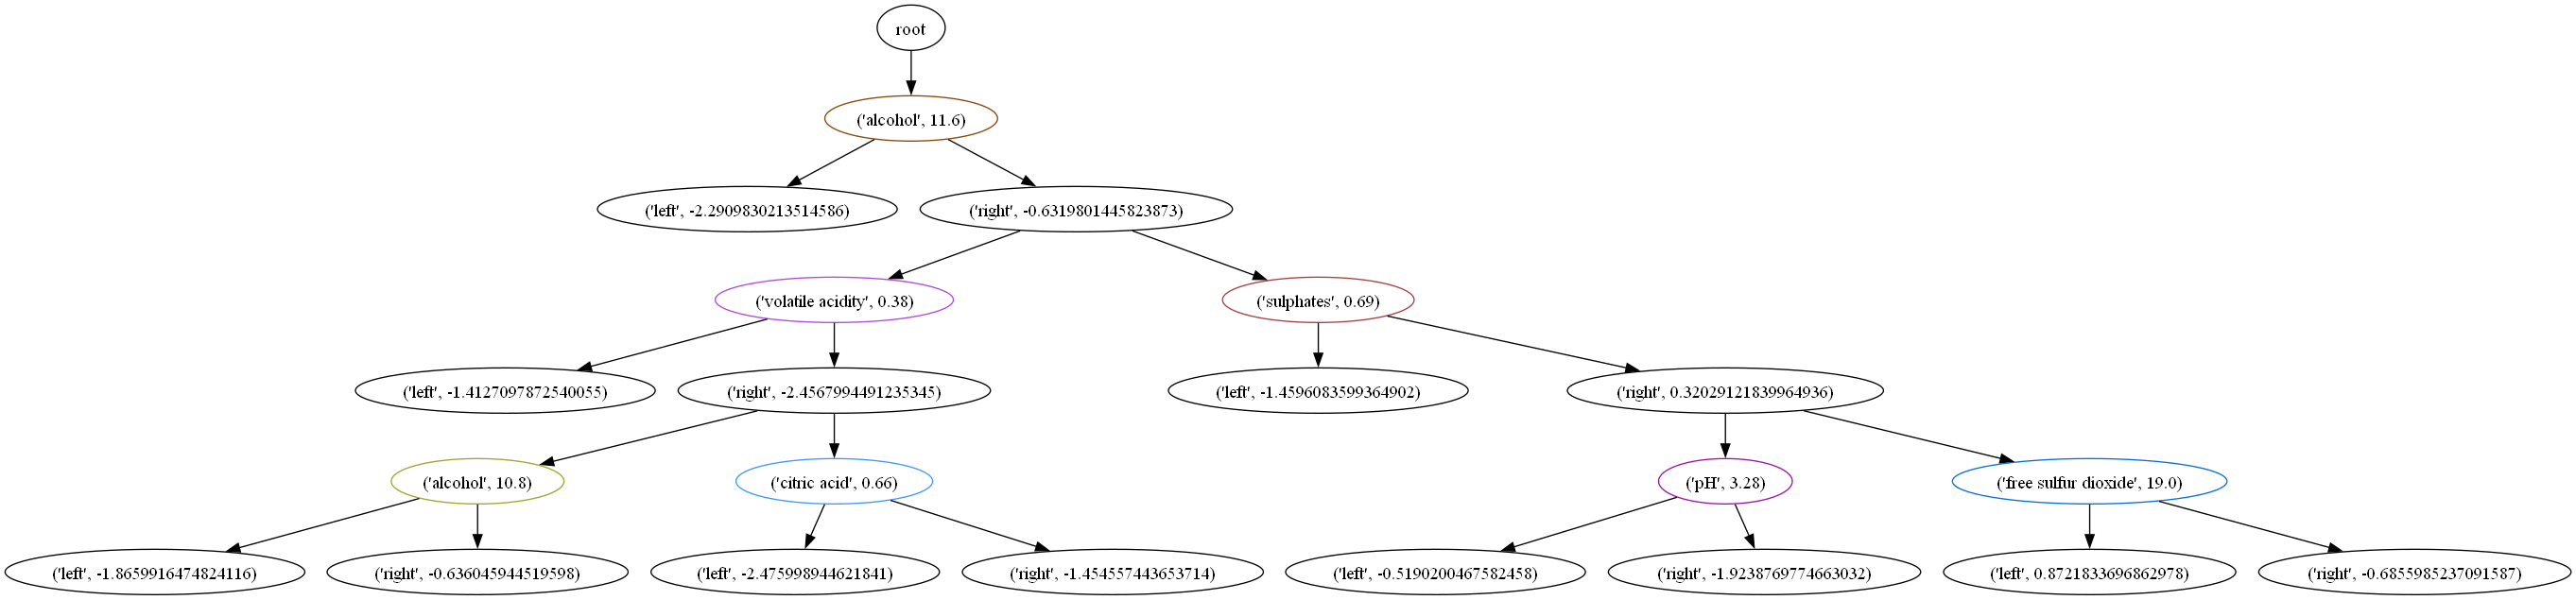 root
('alcohol', 11.6)
('left', -2.2909830213514586)
('right', -0.6319801445823873)
('volatile acidity', 0.38)
('sulphates', 0.69)
('left', -1.4127097872540055)
('right', -2.4567994491235345)
('left', -1.4596083599364902)
('right', 0.32029121839964936)
('alcohol', 10.8)
('citric acid', 0.66)
('pH', 3.28)
('free sulfur dioxide', 19.0)
('left', -1.8659916474824116)
('right', -0.636045944519598)
('left', -2.475998944621841)
('right', -1.454557443653714)
('left', -0.5190200467582458)
('right', -1.9238769774663032)
('left', 0.8721833696862978)
('right', -0.6855985237091587)